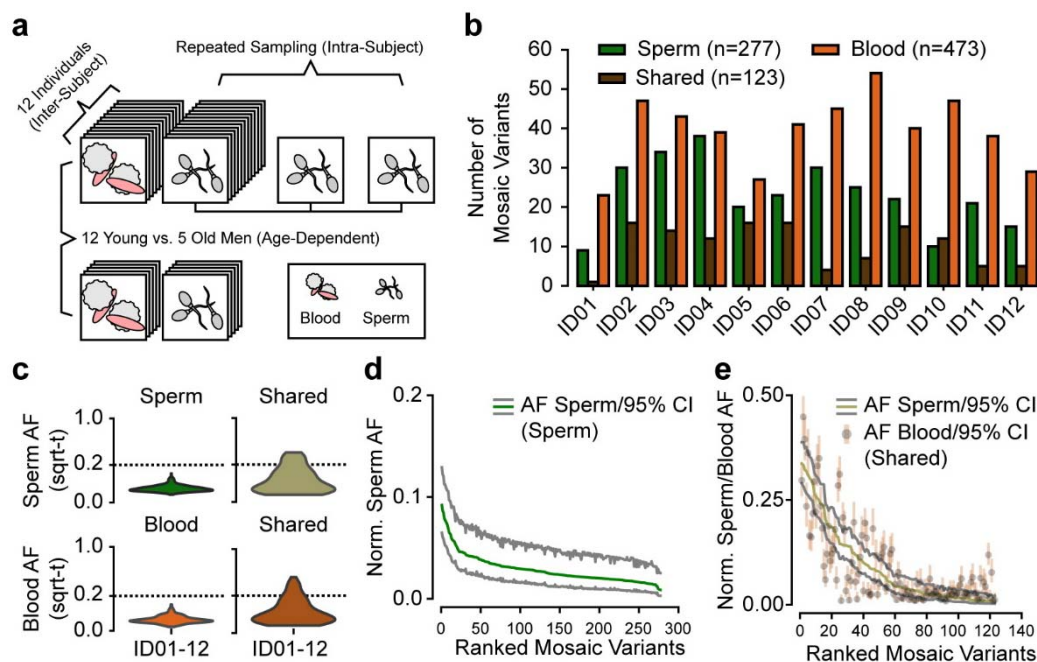 a
Repeated Sampling (Intra-Subject)
12 Individuals
(Inter-Subject)
12 Young vs. 5 Old Men (Age-Dependent)
Blood
Sperm
b
Number of
Mosaic Variants
60
50
40
30
20
10
0
Sperm (n=277)
Blood (n=473)
Shared (n=123)
ID01
ID02
ID03
ID04
ID05
ID06
ID07
ID08
ID09
ID10
ID11
ID12
c
Sperm
Shared
Sperm AF
(sqrt-t)
1.0
0.2
0.0
Blood
Shared
Blood AF
(sqrt-t)
1.0
0.2
0.0
ID01-12
ID01-12
d
Norm. Sperm AF
0.2
0.1
0.0
AF Sperm/95% CI
(Sperm)
0
50
100
150
200
250
300
Ranked Mosaic Variants
e
Norm. Sperm/Blood AF
0.50
0.25
0.00
AF Sperm/95% CI
AF Blood/95% CI
(Shared)
0
20
40
60
80
100
120
140
Ranked Mosaic Variants